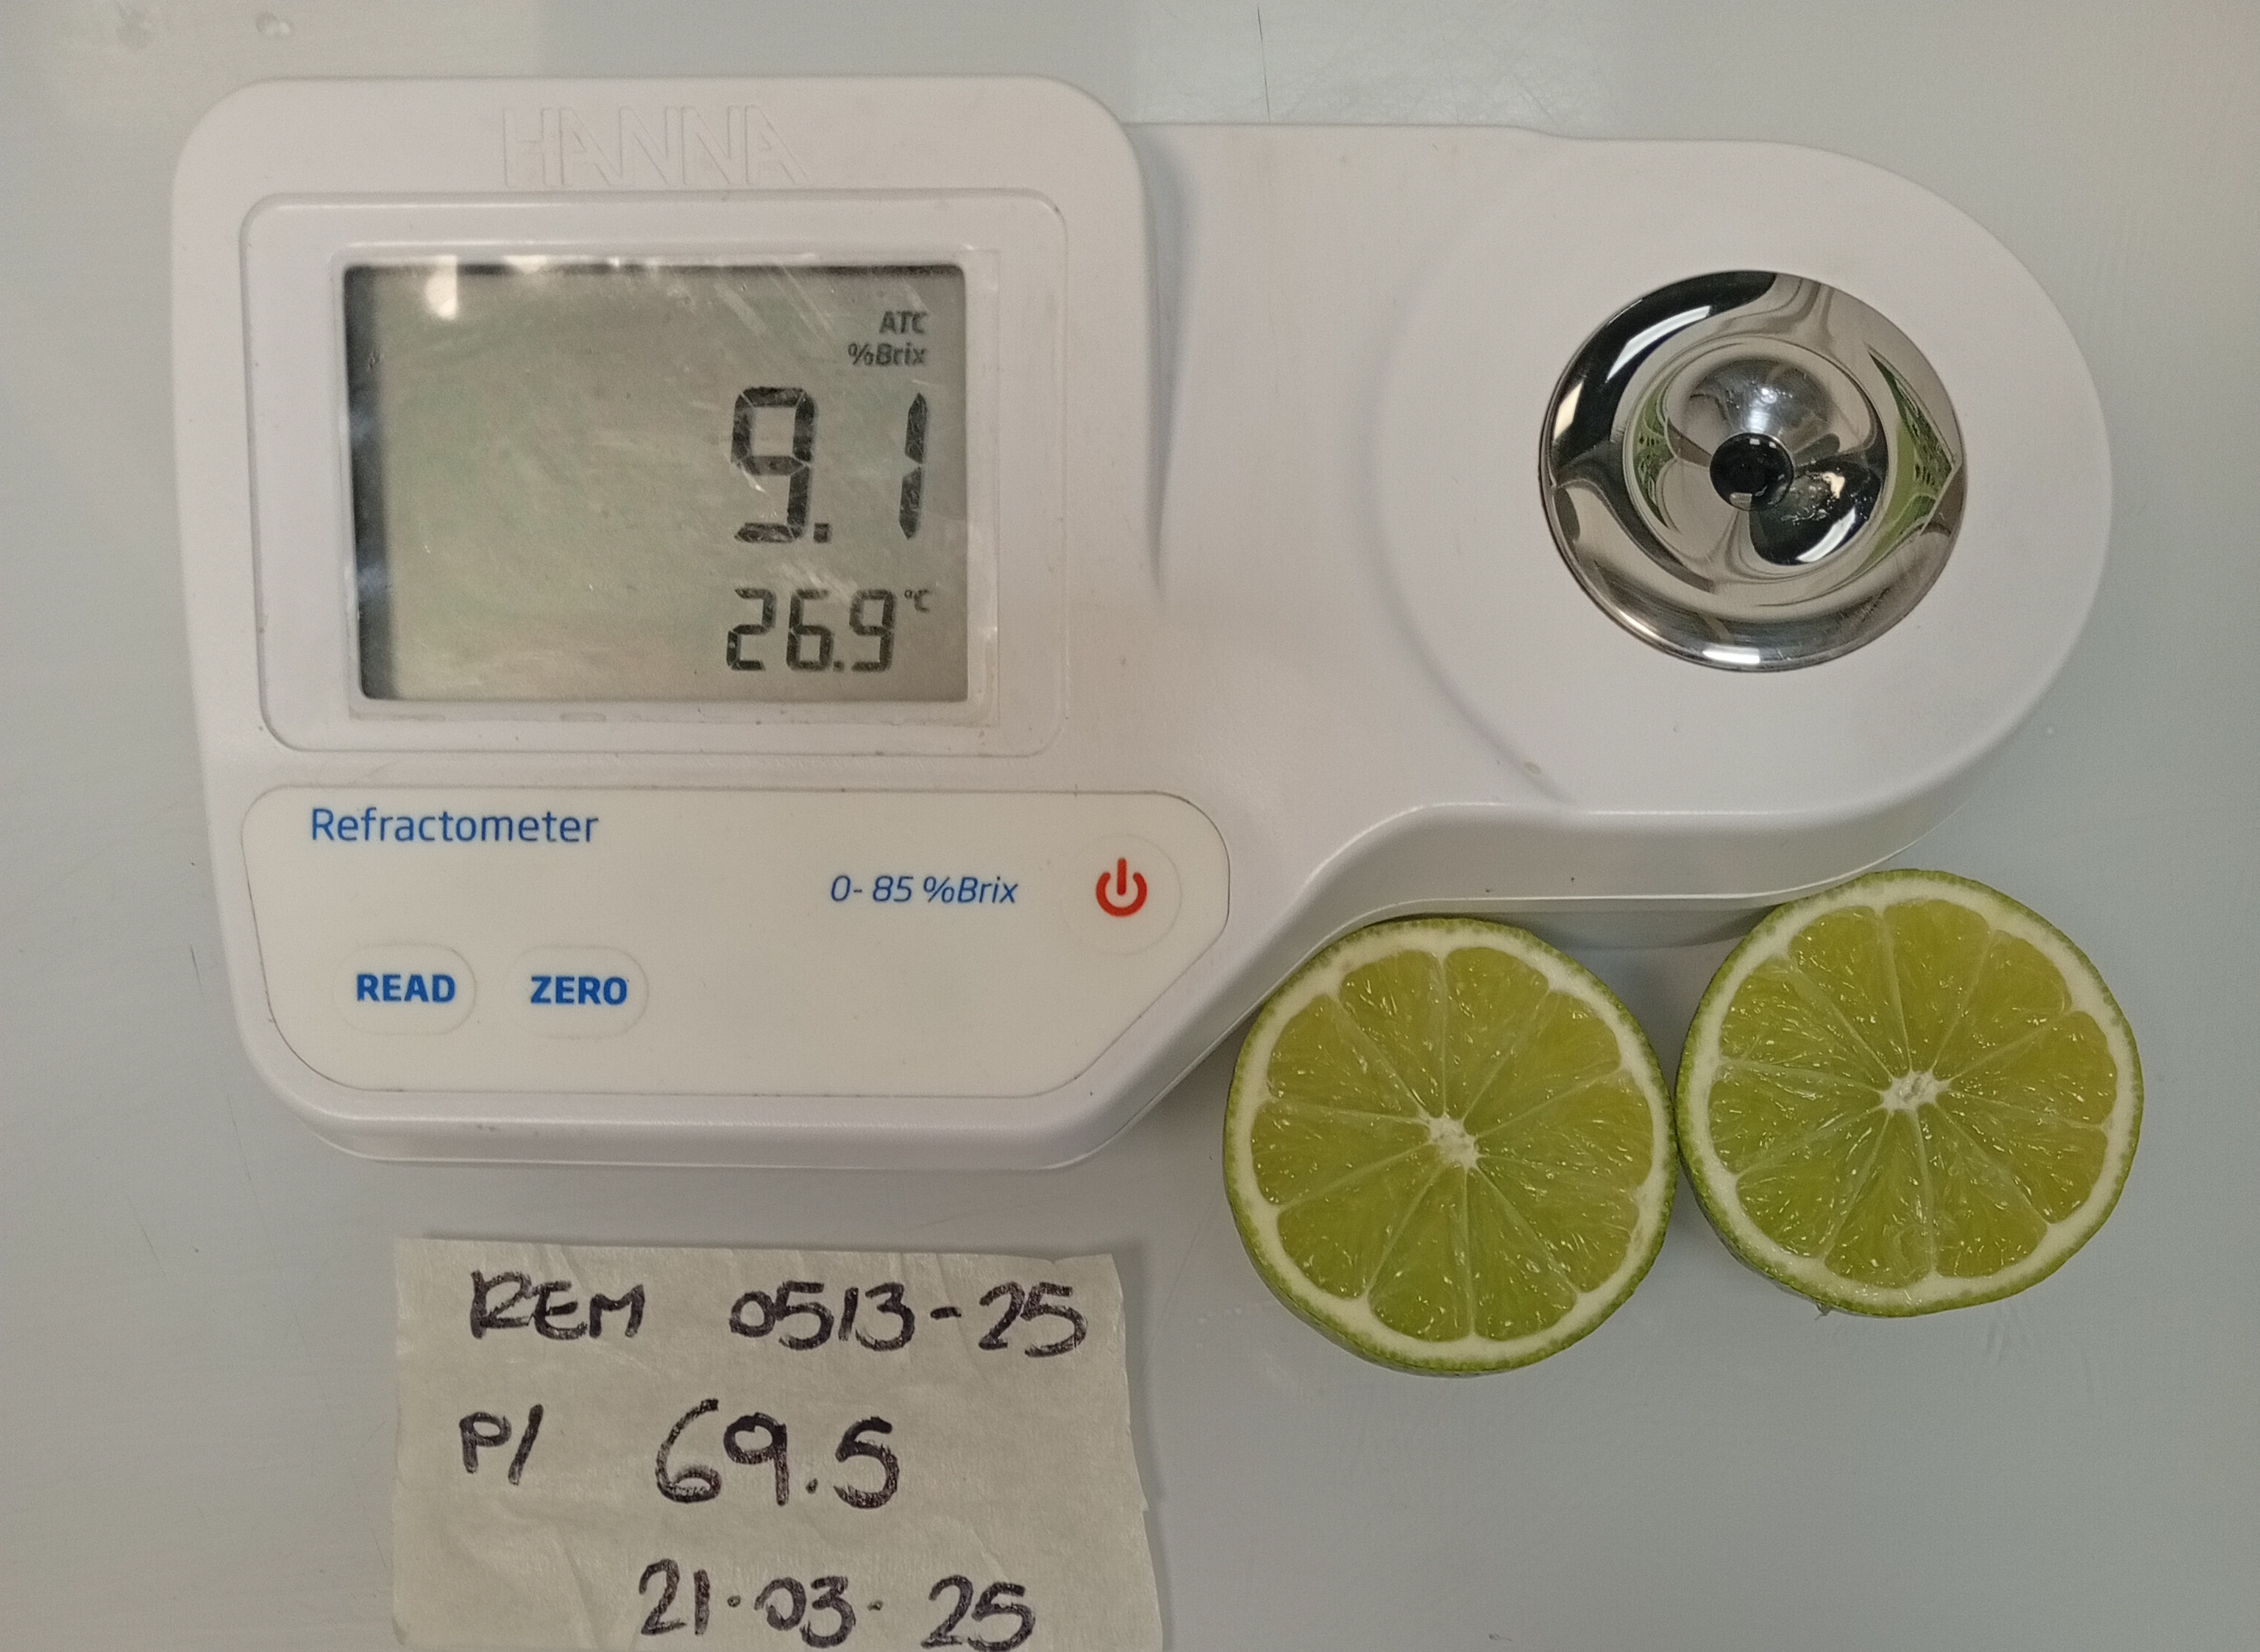 HANNA
ATC
%Brix
9.1
26.9°C
Refractometer
0-85 %Brix
READ ZERO
REM 0513-25
P/ 69.5
21.03.25